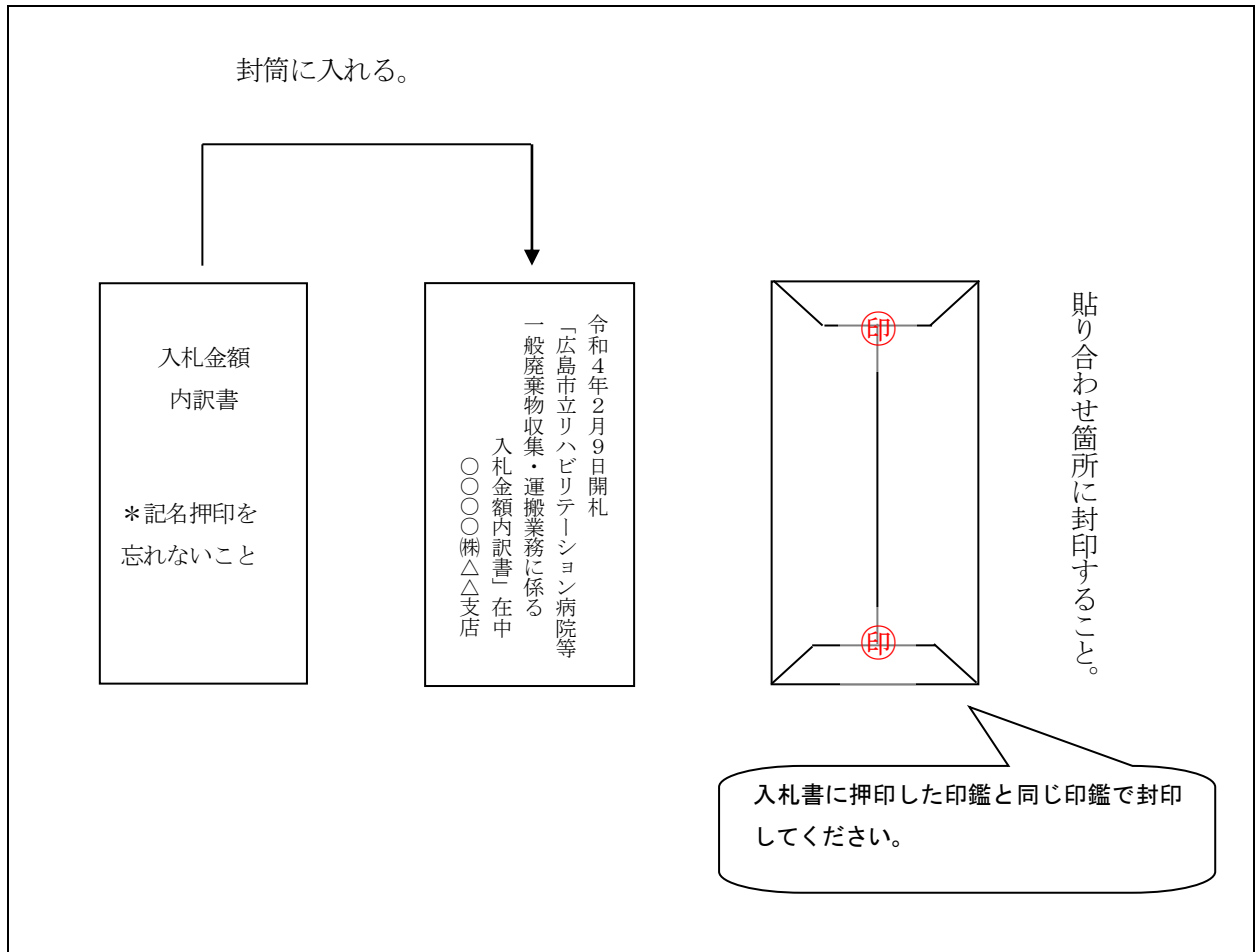 封筒に入れる。
入札金額
内訳書
＊記名押印を
忘れないこと
令和４年２月９日開札
「広島市立リハビリテーション病院等
一般廃棄物収集・運搬業務に係る
入札金額内訳書」在中
〇〇〇〇㈱△△支店
印
印
貼り合わせ箇所に封印すること。
入札書に押印した印鑑と同じ印鑑で封印
してください。